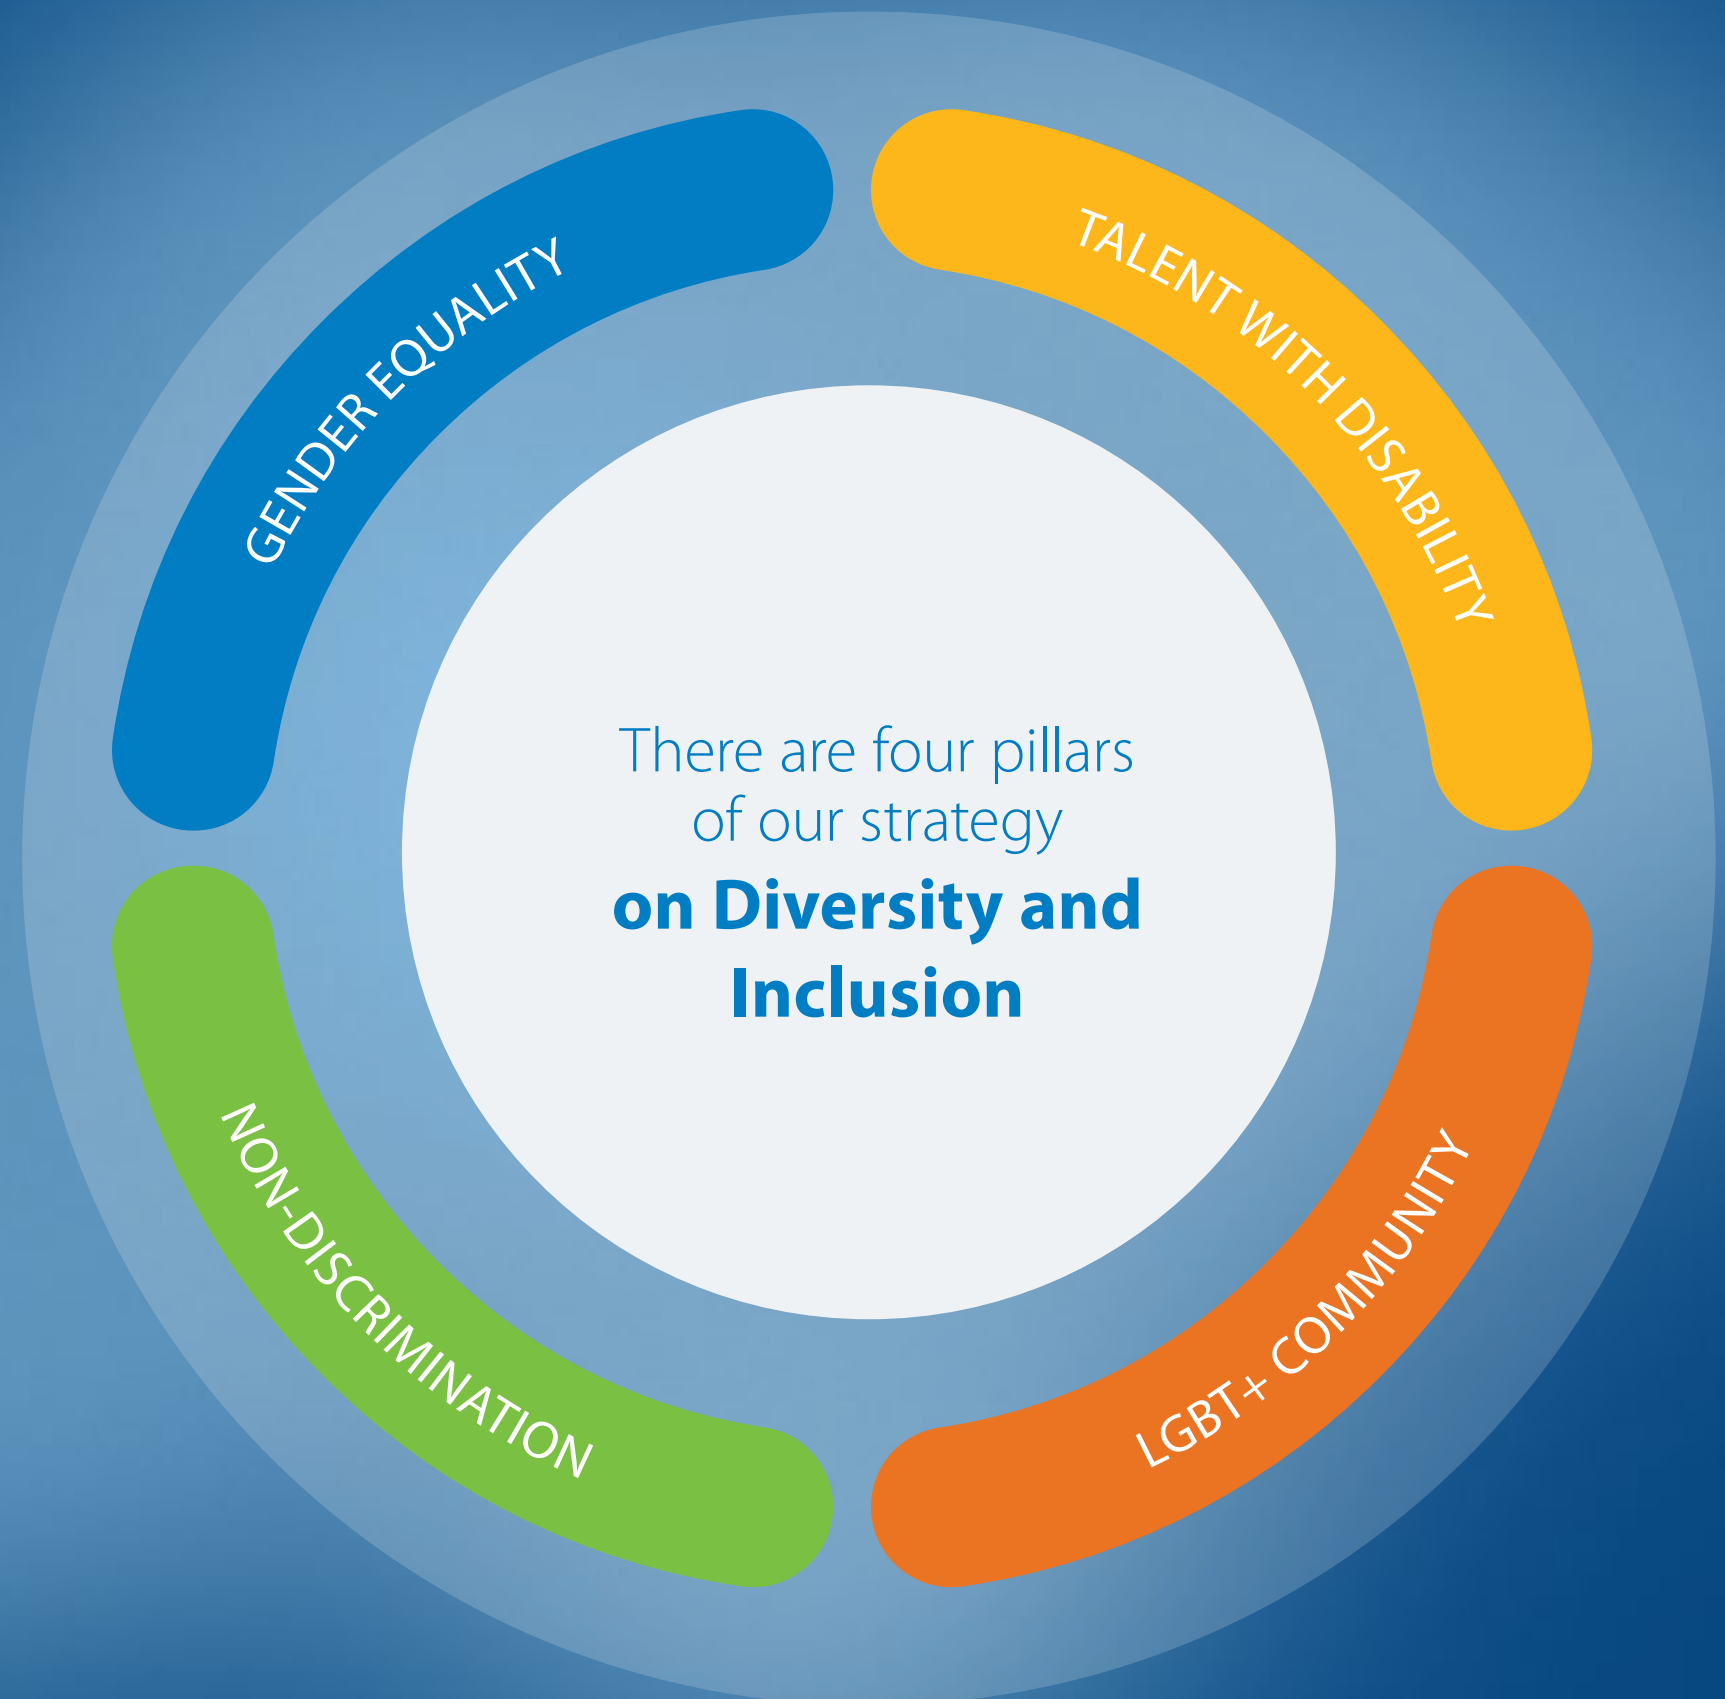 GENDER EQUALITY
TALENT WITH DISABILITY
There are four pillars
of our strategy
on Diversity and
Inclusion
NON-DISCRIMINATION
LGBT+ COMMUNITY